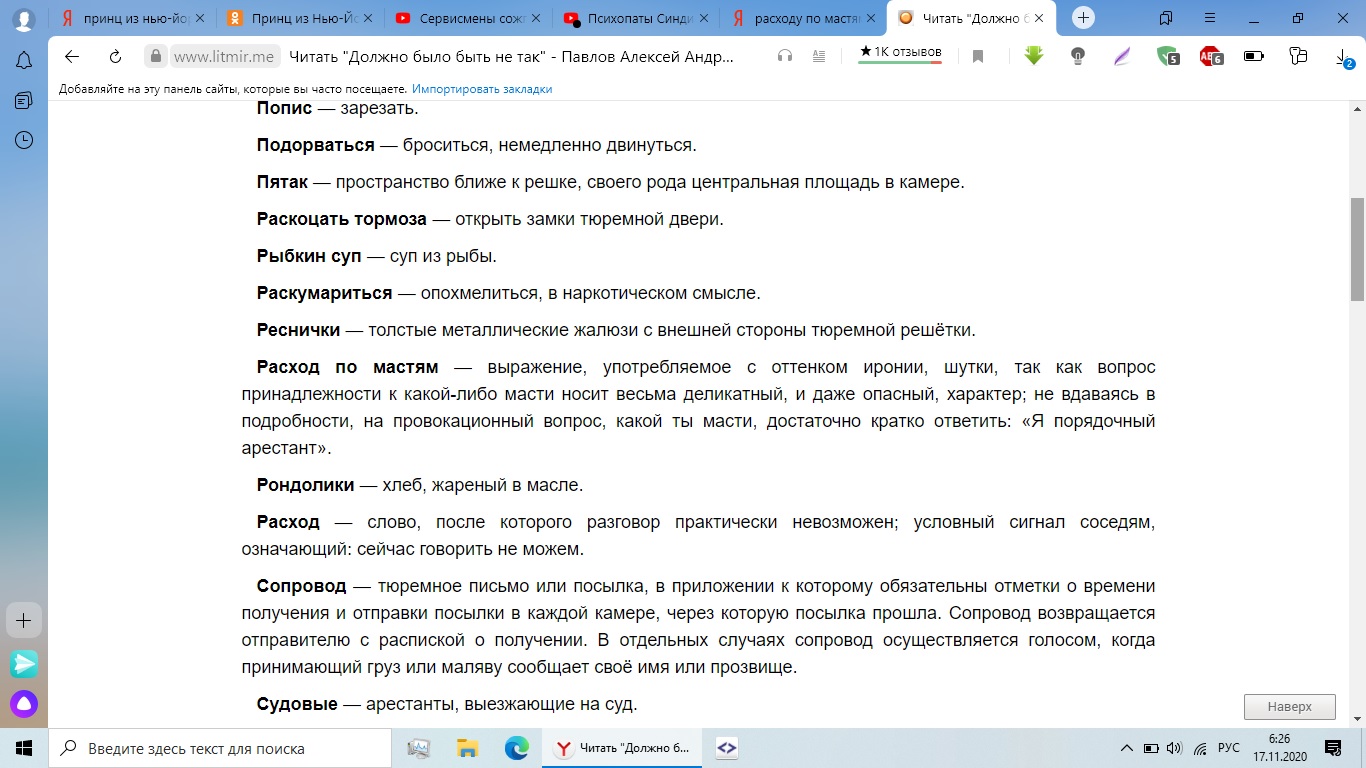 принц из нью-йор
Принц из Нью-Йо
Сервисмены сожг
Психопаты Синди
расходу по мастям
Читать "Должно б
www.litmir.me
Читать "Должно было быть не так" - Павлов Алексей Андр...
★1K отзывов
5
6
2
Добавляйте на эту панель сайты, которые вы часто посещаете. Импортировать закладки
Попис — зарезать.
Подорваться — броситься, немедленно двинуться.
Пятак — пространство ближе к решке, своего рода центральная площадь в камере.
Раскоцать тормоза — открыть замки тюремной двери.
Рыбкин суп — суп из рыбы.
Раскумариться — опохмелиться, в наркотическом смысле.
Реснички — толстые металлические жалюзи с внешней стороны тюремной решётки.
Расход по мастям — выражение, употребляемое с оттенком иронии, шутки, так как вопрос
принадлежности к какой-либо масти носит весьма деликатный, и даже опасный, характер; не вдаваясь в
подробности, на провокационный вопрос, какой ты масти, достаточно кратко ответить: «Я порядочный
арестант».
Рондолики — хлеб, жареный в масле.
Расход — слово, после которого разговор практически невозможен; условный сигнал соседям,
означающий: сейчас говорить не можем.
Сопровод — тюремное письмо или посылка, в приложении к которому обязательны отметки о времени
получения и отправки посылки в каждой камере, через которую посылка прошла. Сопровод возвращается
отправителю с распиской о получении. В отдельных случаях сопровод осуществляется голосом, когда
принимающий груз или маляву сообщает своё имя или прозвище.
Судовые — арестанты, выезжающие на суд.
Наверх
Введите здесь текст для поиска
Читать "Должно б...
РУС
6:26
17.11.2020